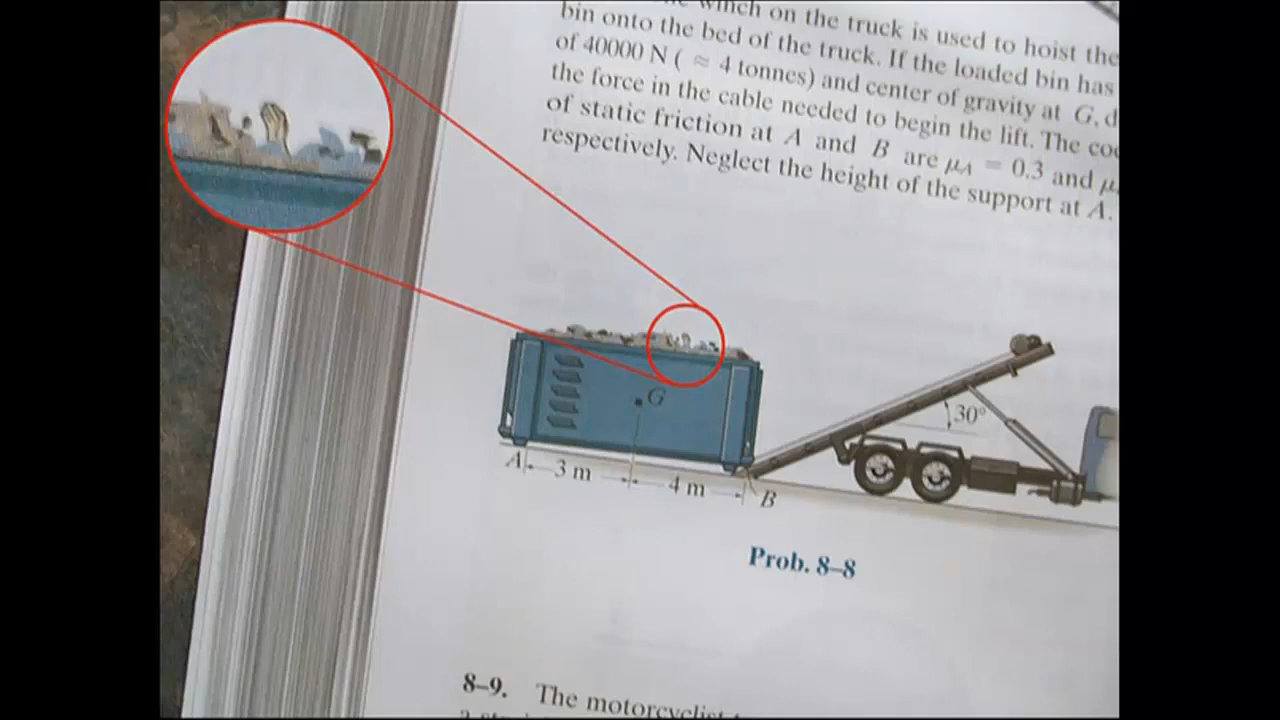 winch on the truck is used to hoist the
bin onto the bed of the truck. If the loaded bin has
of 40000 N ( ≈ 4 tonnes) and center of gravity at G, d
the force in the cable needed to begin the lift. The coe
of static friction at A and B are μA = 0.3 and μ
respectively. Neglect the height of the support at A.
G
30°
A
3 m
4 m
B
Prob. 8–8
8–9. The motorcyclist